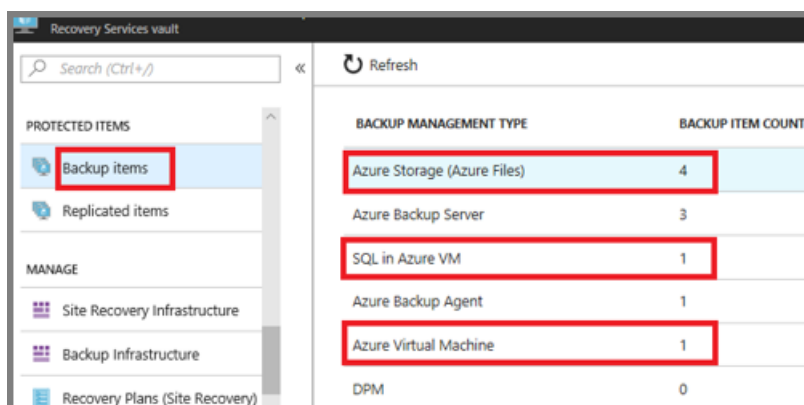 Recovery Services vault
Search (Ctrl+/)
«
Refresh
PROTECTED ITEMS
Backup items
Replicated items
MANAGE
Site Recovery Infrastructure
Backup Infrastructure
Recovery Plans (Site Recovery)
BACKUP MANAGEMENT TYPE BACKUP ITEM COUNT
Azure Storage (Azure Files) 4
Azure Backup Server 3
SQL in Azure VM 1
Azure Backup Agent 1
Azure Virtual Machine 1
DPM 0